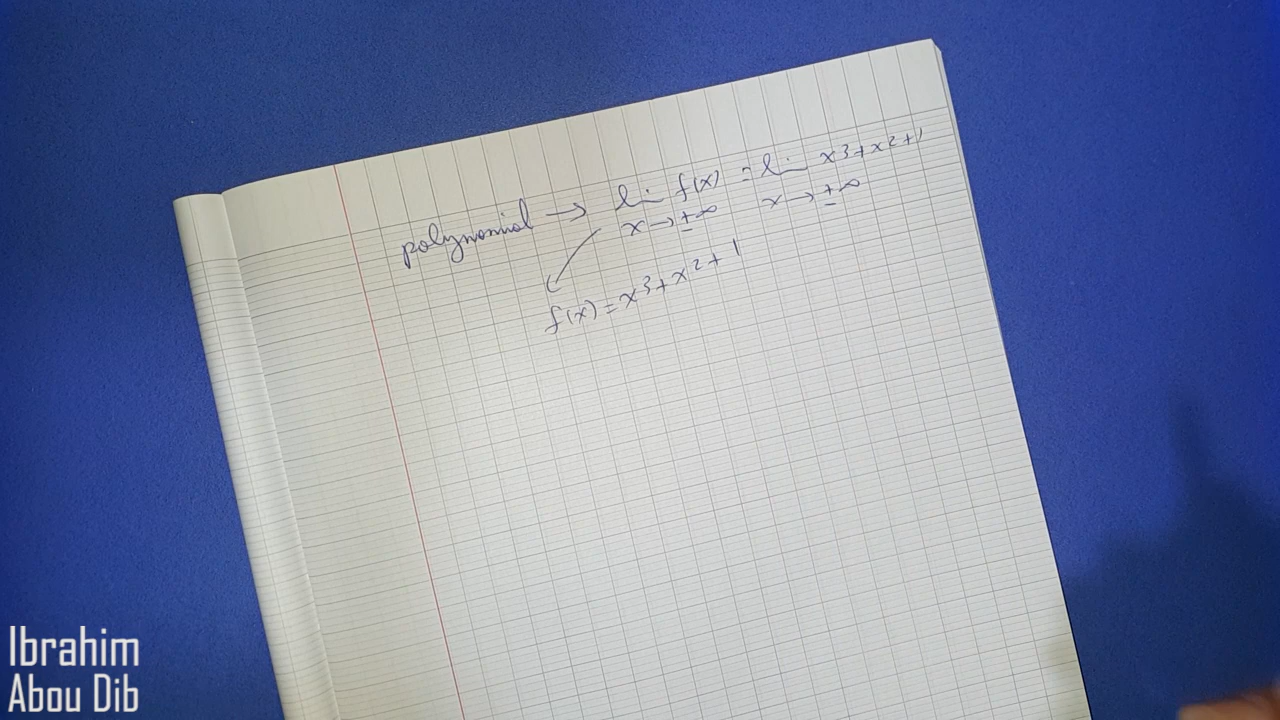 polynomial → lim f(x) = lim x³+x²+1
x → ±∞ x → ±∞
f(x) = x³+x²+1
Ibrahim
Abou Dib